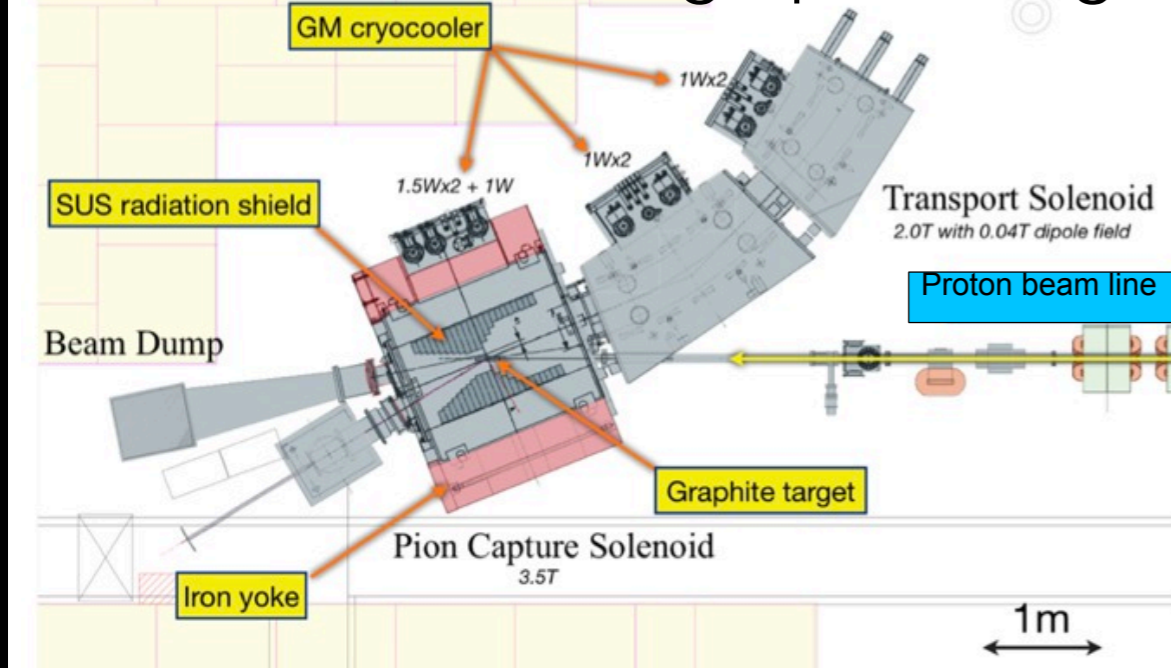 GM cryocooler
1Wx2
1Wx2
1.5Wx2 + 1W
SUS radiation shield
Transport Solenoid
2.0T with 0.04T dipole field
Proton beam line
Beam Dump
Graphite target
Pion Capture Solenoid
3.5T
Iron yoke
1m